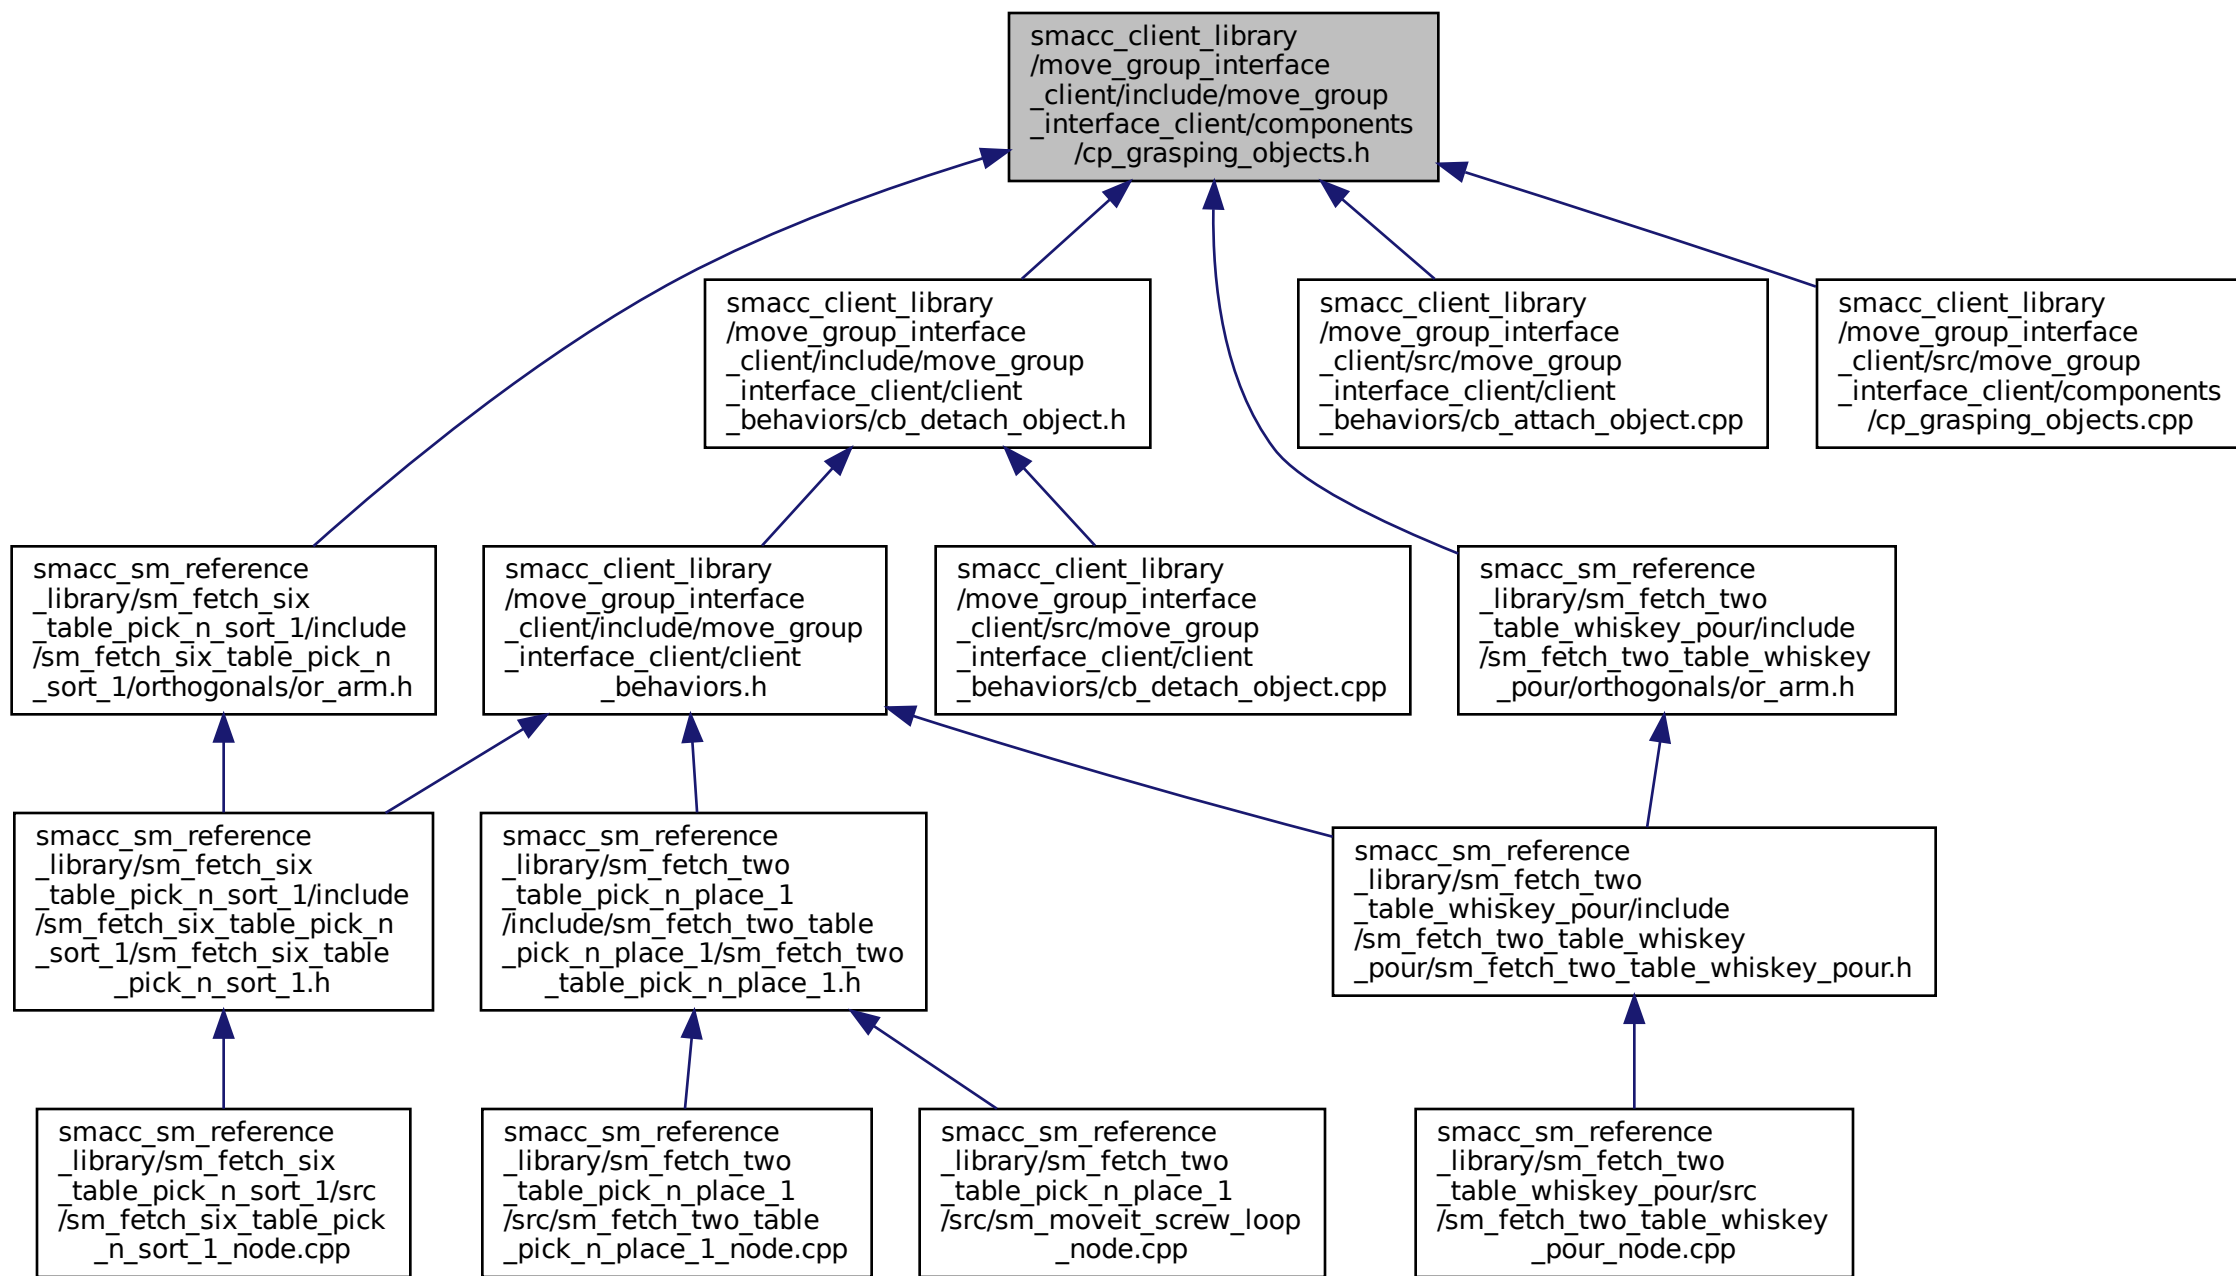 smacc_client_library
/move_group_interface
_client/include/move_group
_interface_client/components
/cp_grasping_objects.h
smacc_client_library
/move_group_interface
_client/include/move_group
_interface_client/client
_behaviors/cb_detach_object.h
smacc_client_library
/move_group_interface
_client/src/move_group
_interface_client/client
_behaviors/cb_attach_object.cpp
smacc_client_library
/move_group_interface
_client/src/move_group
_interface_client/components
/cp_grasping_objects.cpp
smacc_sm_reference
_library/sm_fetch_six
_table_pick_n_sort_1/include
/sm_fetch_six_table_pick_n
_sort_1/orthogonals/or_arm.h
smacc_client_library
/move_group_interface
_client/include/move_group
_interface_client/client
_behaviors.h
smacc_client_library
/move_group_interface
_client/src/move_group
_interface_client/client
_behaviors/cb_detach_object.cpp
smacc_sm_reference
_library/sm_fetch_two
_table_whiskey_pour/include
/sm_fetch_two_table_whiskey
_pour/orthogonals/or_arm.h
smacc_sm_reference
_library/sm_fetch_six
_table_pick_n_sort_1/include
/sm_fetch_six_table_pick_n
_sort_1/sm_fetch_six_table
_pick_n_sort_1.h
smacc_sm_reference
_library/sm_fetch_two
_table_pick_n_place_1
/include/sm_fetch_two_table
_pick_n_place_1/sm_fetch_two
_table_pick_n_place_1.h
smacc_sm_reference
_library/sm_fetch_two
_table_whiskey_pour/include
/sm_fetch_two_table_whiskey
_pour/sm_fetch_two_table_whiskey_pour.h
smacc_sm_reference
_library/sm_fetch_six
_table_pick_n_sort_1/src
/sm_fetch_six_table_pick
_n_sort_1_node.cpp
smacc_sm_reference
_library/sm_fetch_two
_table_pick_n_place_1
/src/sm_fetch_two_table
_pick_n_place_1_node.cpp
smacc_sm_reference
_library/sm_fetch_two
_table_pick_n_place_1
/src/sm_moveit_screw_loop
_node.cpp
smacc_sm_reference
_library/sm_fetch_two
_table_whiskey_pour/src
/sm_fetch_two_table_whiskey
_pour_node.cpp